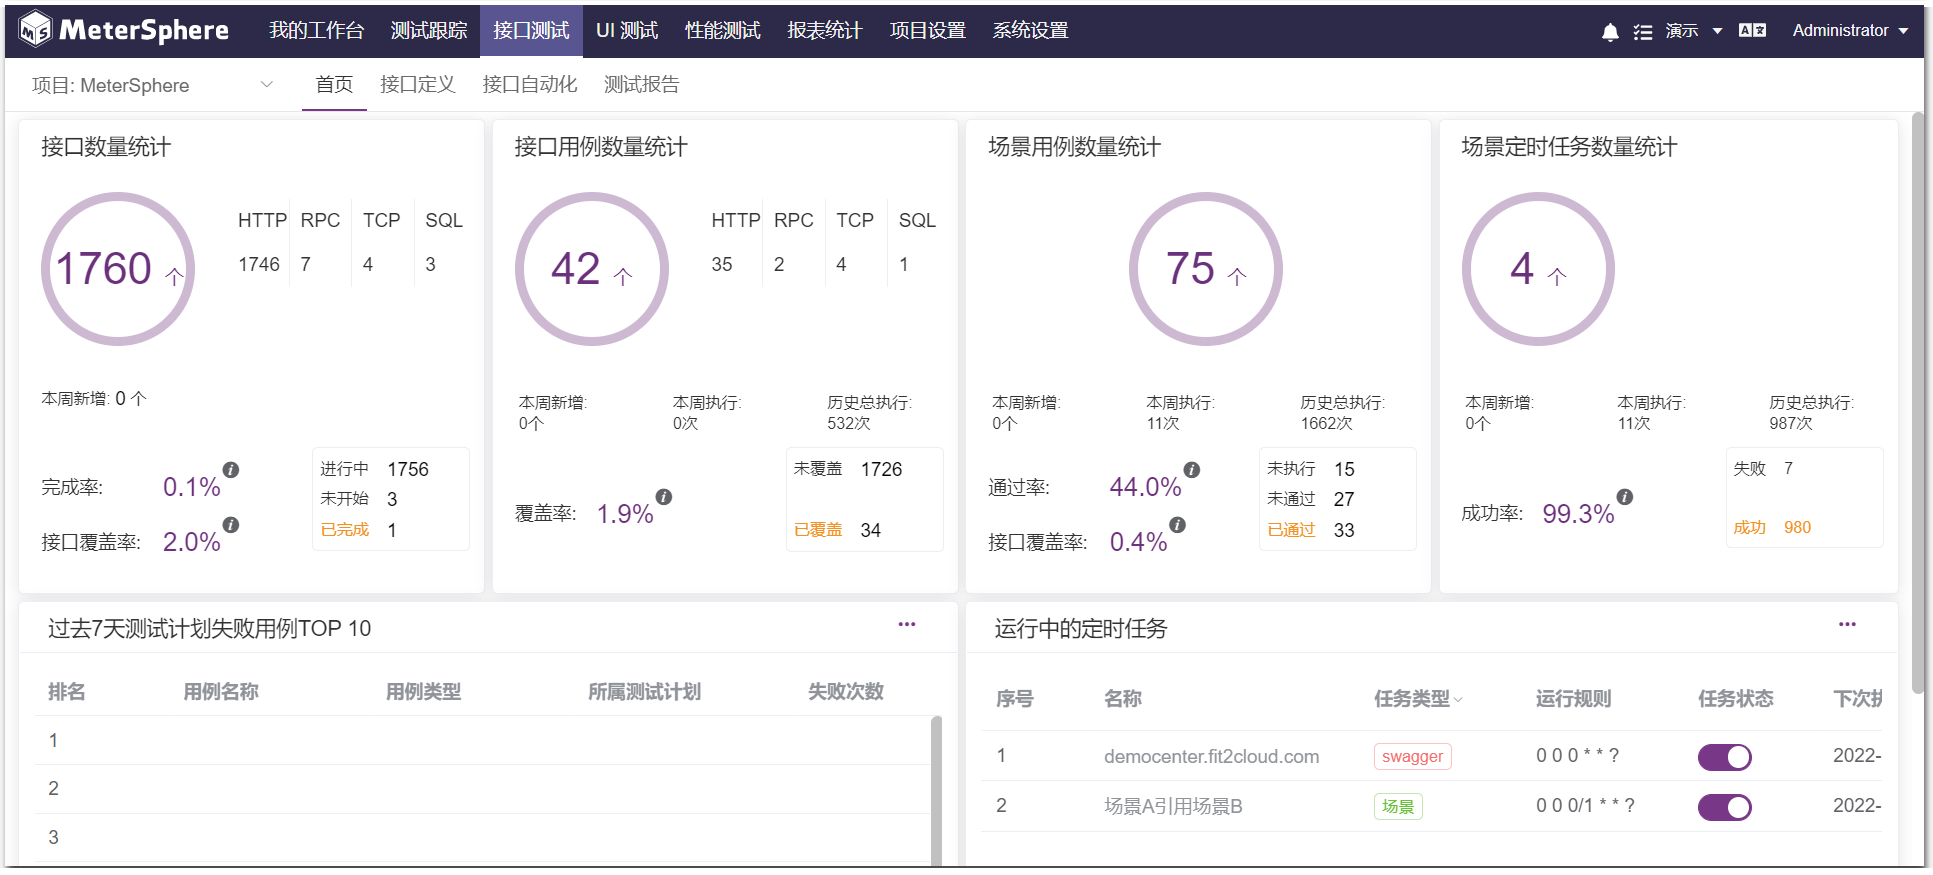 MeterSphere 我的工作台 测试跟踪 接口测试 UI 测试 性能测试 报表统计 项目设置 系统设置 演示 Administrator
项目: MeterSphere 首页 接口定义 接口自动化 测试报告
接口数量统计
1760 个
HTTP RPC TCP SQL
1746 7 4 3
本周新增: 0 个
完成率: 0.1%
接口覆盖率: 2.0%
进行中 1756
未开始 3
已完成 1
接口用例数量统计
42 个
HTTP RPC TCP SQL
35 2 4 1
本周新增: 本周执行: 历史总执行:
0个 0次 532次
覆盖率: 1.9%
未覆盖 1726
已覆盖 34
场景用例数量统计
75 个
本周新增: 本周执行: 历史总执行:
0个 11次 1662次
通过率: 44.0%
接口覆盖率: 0.4%
未执行 15
未通过 27
已通过 33
场景定时任务数量统计
4 个
本周新增: 本周执行: 历史总执行:
0个 11次 987次
成功率: 99.3%
失败 7
成功 980
过去7天测试计划失败用例TOP 10
排名 用例名称 用例类型 所属测试计划 失败次数
1
2
3
运行中的定时任务
序号 名称 任务类型 运行规则 任务状态 下次
1 democenter.fit2cloud.com swagger 0 0 0 * * ? 2022-
2 场景A引用场景B 场景 0 0 0/1 * * ? 2022-